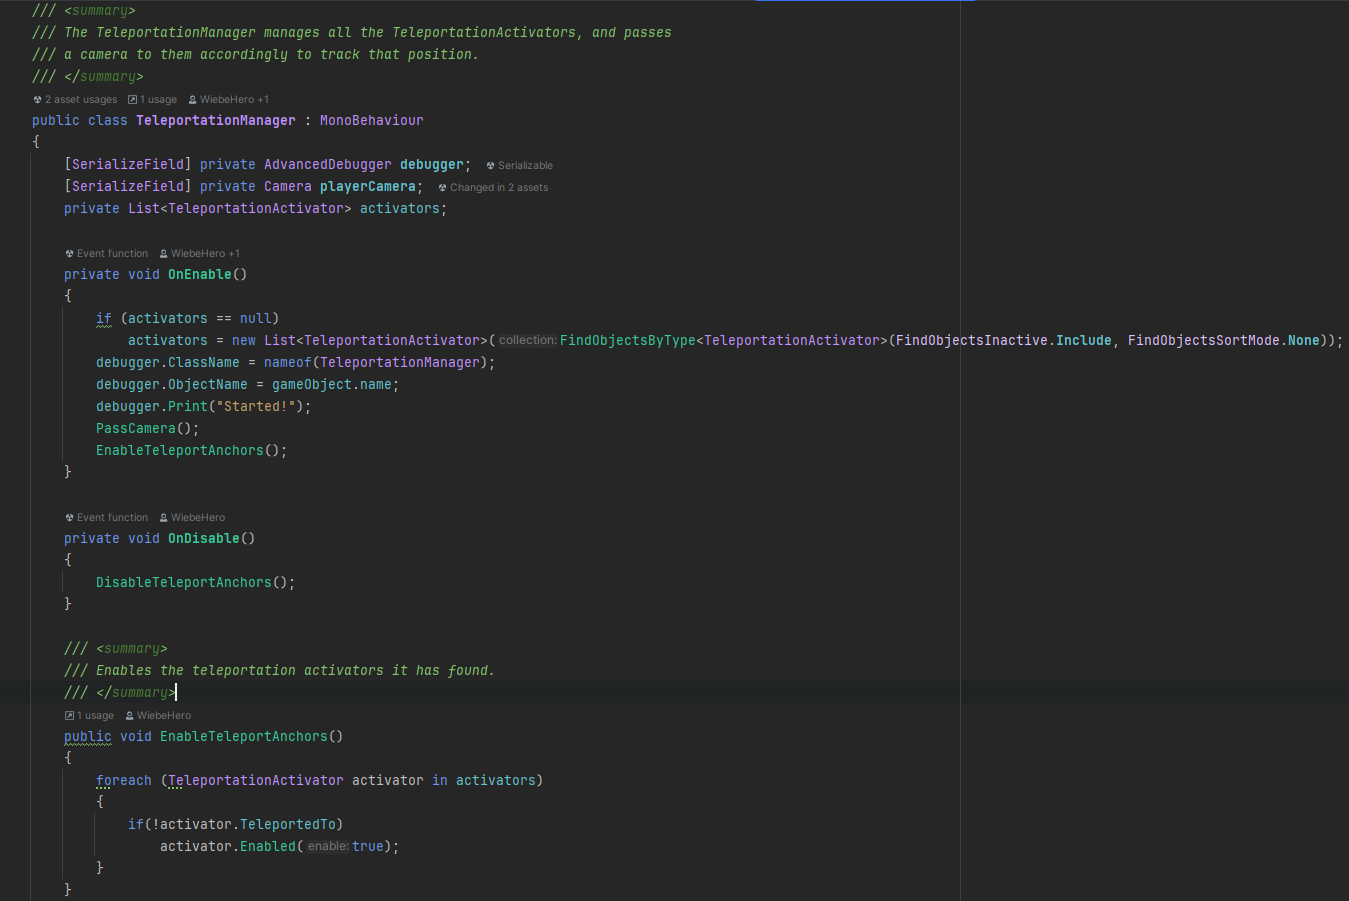 /// <summary>
/// The TeleportationManager manages all the TeleportationActivators, and passes
/// a camera to them accordingly to track that position.
/// </summary>
2 asset usages 1 usage WiebeHero +1
public class TeleportationManager : MonoBehaviour
{
[SerializeField] private AdvancedDebugger debugger; Serializable
[SerializeField] private Camera playerCamera; Changed in 2 assets
private List<TeleportationActivator> activators;
Event function WiebeHero +1
private void OnEnable()
{
if (activators == null)
activators = new List<TeleportationActivator>(collection:FindObjectsByType<TeleportationActivator>(FindObjectsInactive.Include, FindObjectsSortMode.None));
debugger.ClassName = nameof(TeleportationManager);
debugger.ObjectName = gameObject.name;
debugger.Print("Started!");
PassCamera();
EnableTeleportAnchors();
}
Event function WiebeHero
private void OnDisable()
{
DisableTeleportAnchors();
}
/// <summary>
/// Enables the teleportation activators it has found.
/// </summary>
1 usage WiebeHero
public void EnableTeleportAnchors()
{
foreach (TeleportationActivator activator in activators)
{
if(!activator.TeleportedTo)
activator.Enabled(enable:true);
}
}